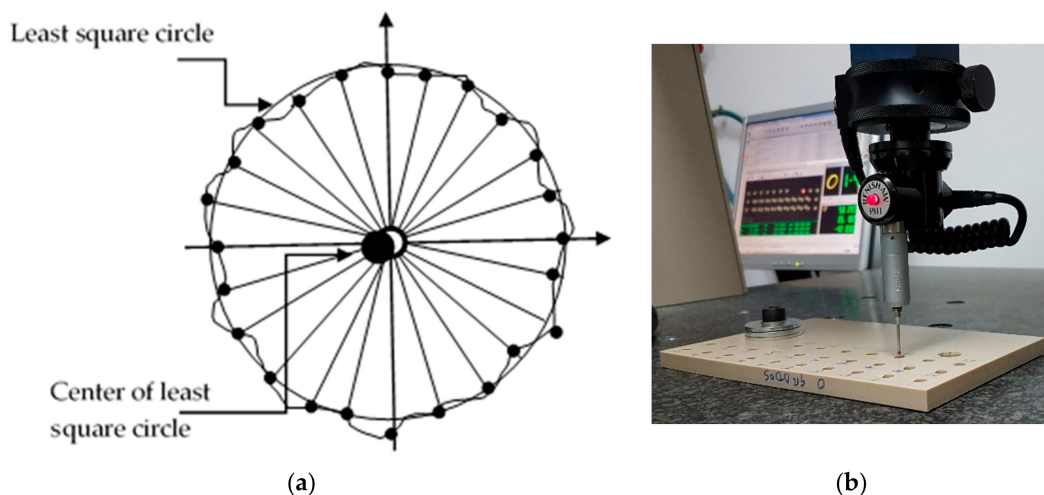 Least square circle
Center of least
square circle
RENISHAW
PH1
(a)
(b)